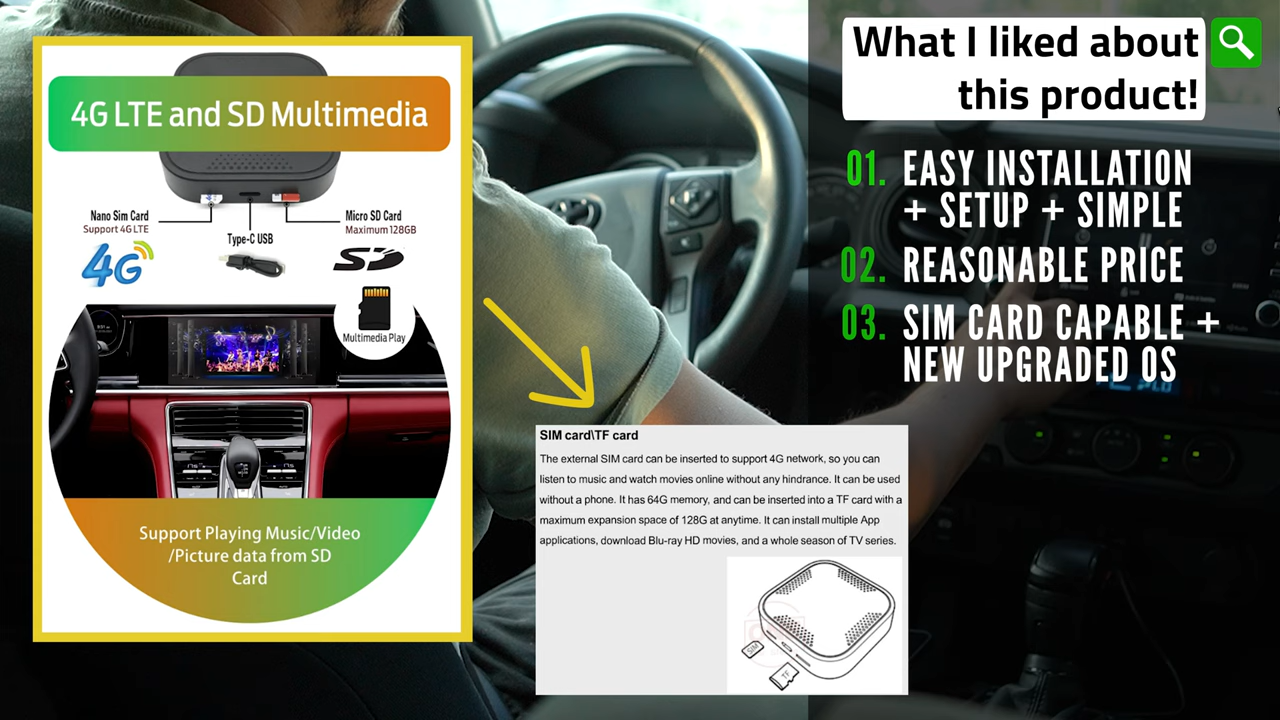 4G LTE and SD Multimedia
Nano Sim Card
Support 4G LTE
Type-C USB
Micro SD Card
Maximum 128GB
4G
SD
Multimedia Play
Support Playing Music/Video
/Picture data from SD
Card
What I liked about
this product!
01. EASY INSTALLATION
+ SETUP + SIMPLE
02. REASONABLE PRICE
03. SIM CARD CAPABLE +
NEW UPGRADED OS
SIM card\TF card
The external SIM card can be inserted to support 4G network, so you can
listen to music and watch movies online without any hindrance. It can be used
without a phone. It has 64G memory, and can be inserted into a TF card with a
maximum expansion space of 128G at anytime. It can install multiple App
applications, download Blu-ray HD movies, and a whole season of TV series.
SIM
TF